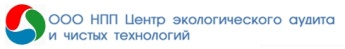 ООО НПП Центр экологического аудита
и чистых технологий